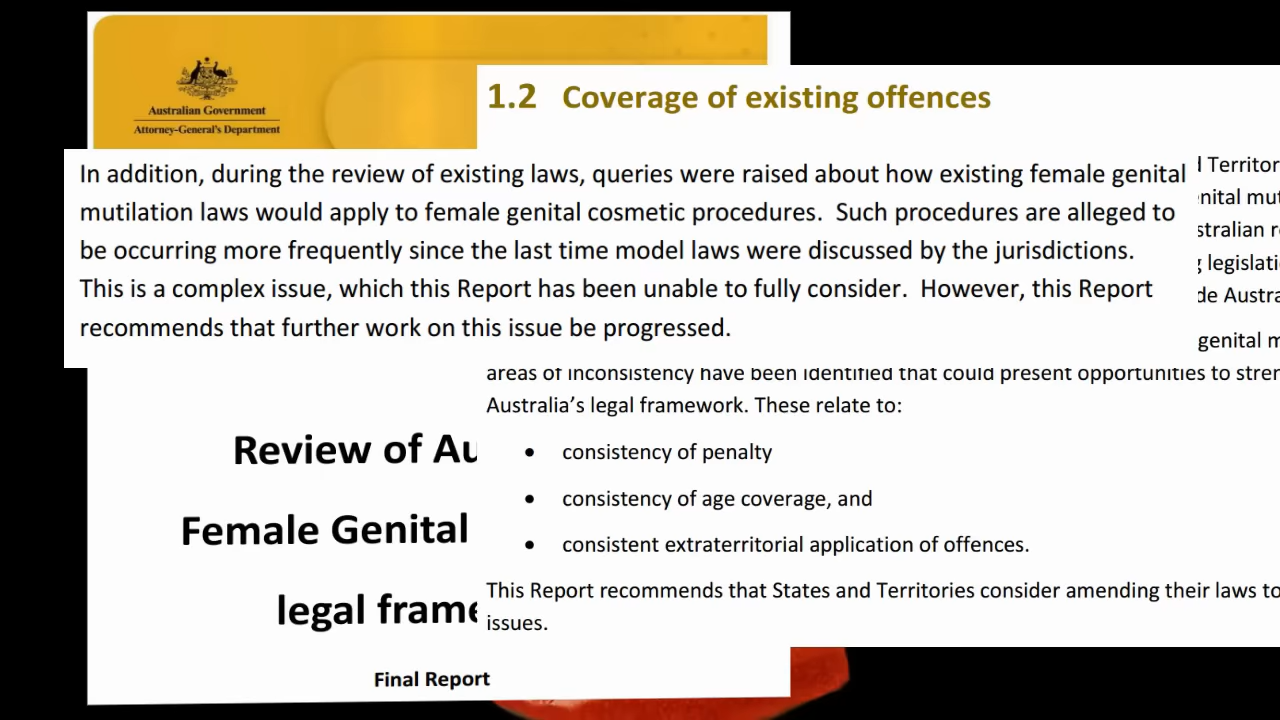 Australian Government
Attorney-General's Department
1.2 Coverage of existing offences
In addition, during the review of existing laws, queries were raised about how existing female genital
mutilation laws would apply to female genital cosmetic procedures. Such procedures are alleged to
be occurring more frequently since the last time model laws were discussed by the jurisdictions.
This is a complex issue, which this Report has been unable to fully consider. However, this Report
recommends that further work on this issue be progressed.
genital
areas of inconsistency have been identified that could present opportunities to
Australia's legal framework. These relate to:
• consistency of penalty
• consistency of age coverage, and
• consistent extraterritorial application of offences.
This Report recommends that States and Territories consider amending their laws to
issues.
Review of
Female Genital
legal
Final Report